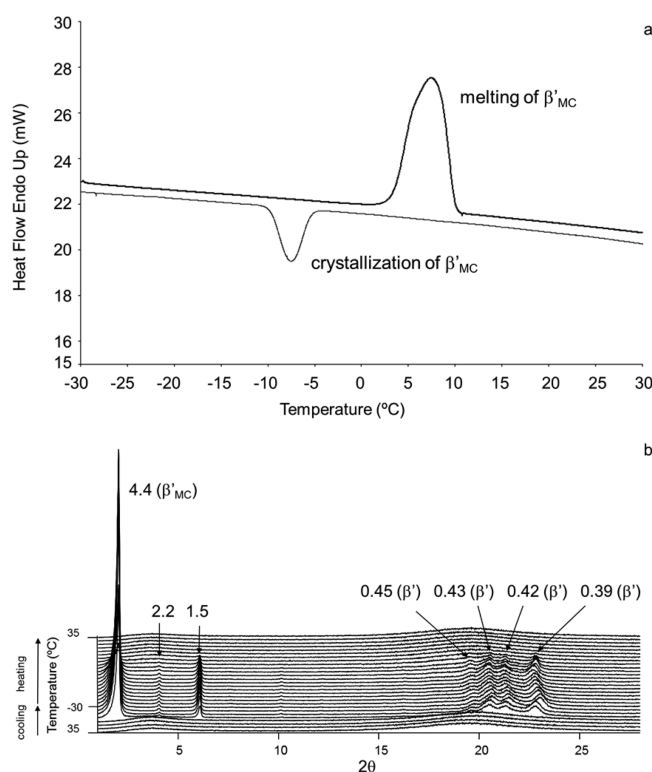 a
30
28
26
24
22
20
18
16
15
Heat Flow Endo Up (mW)
melting of β'MC
crystallization of β'MC
-30 -25 -20 -15 -10 -5 0 5 10 15 20 25 30
Temperature (ºC)
b
4.4 (β'MC)
2.2 1.5
0.45 (β') 0.43 (β') 0.42 (β') 0.39 (β')
35
-30
35
cooling heating
Temperature (ºC)
5 10 15 20 25
2θ